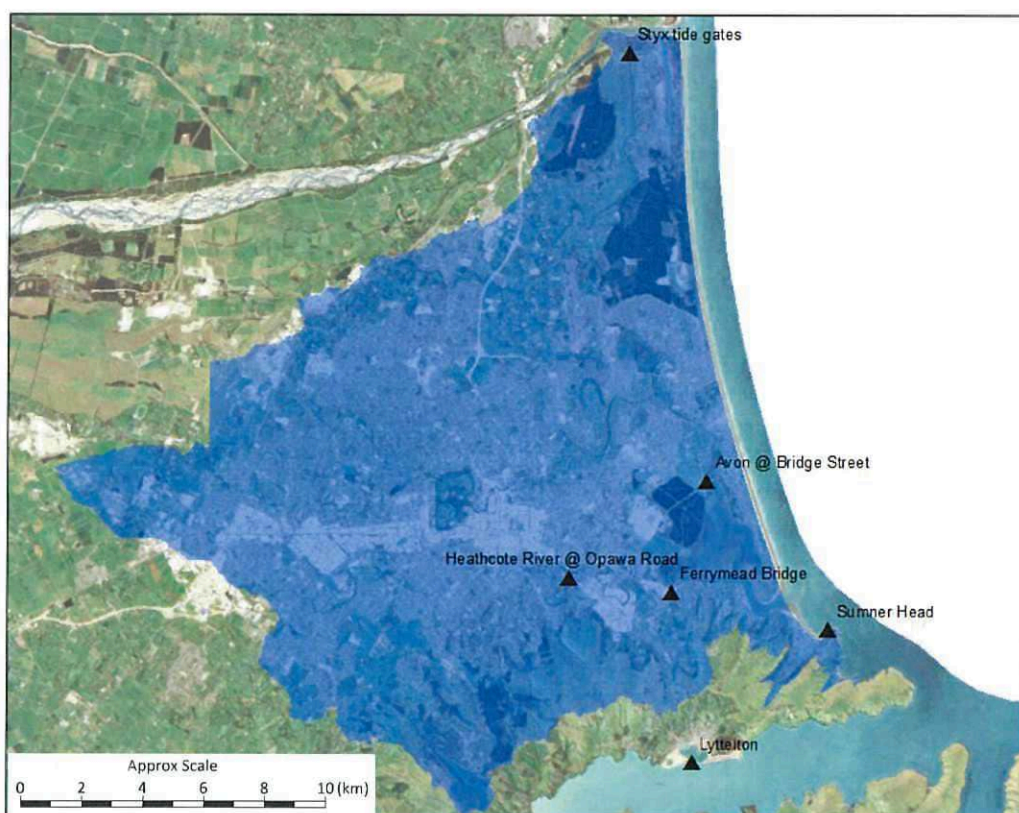 Styx tide gates
Avon @ Bridge Street
Heathcote River @ Opawa Road
Ferrymead Bridge
Sumner Head
Lyttelton
Approx Scale
0 2 4 6 8 10 (km)